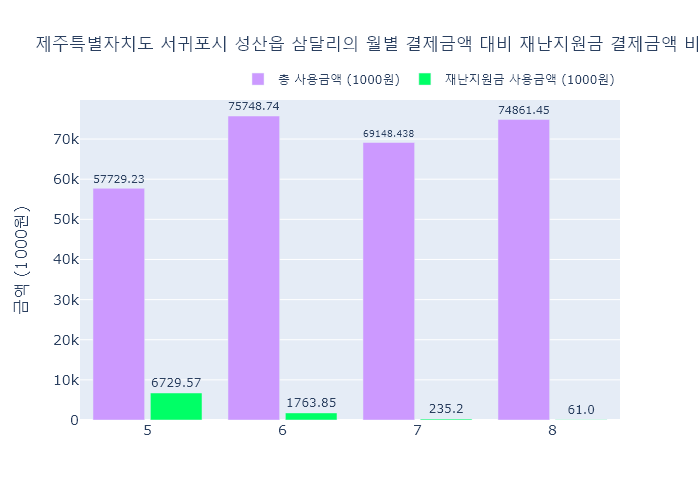 제주특별자치도 서귀포시 성산읍 삼달리의 월별 결제금액 대비 재난지원금 결제금액 비
총 사용금액 (1000원) 재난지원금 사용금액 (1000원)
금액 (1000원)
70k
60k
50k
40k
30k
20k
10k
0
57729.23
75748.74
69148.438
74861.45
6729.57
1763.85
235.2
61.0
5 6 7 8